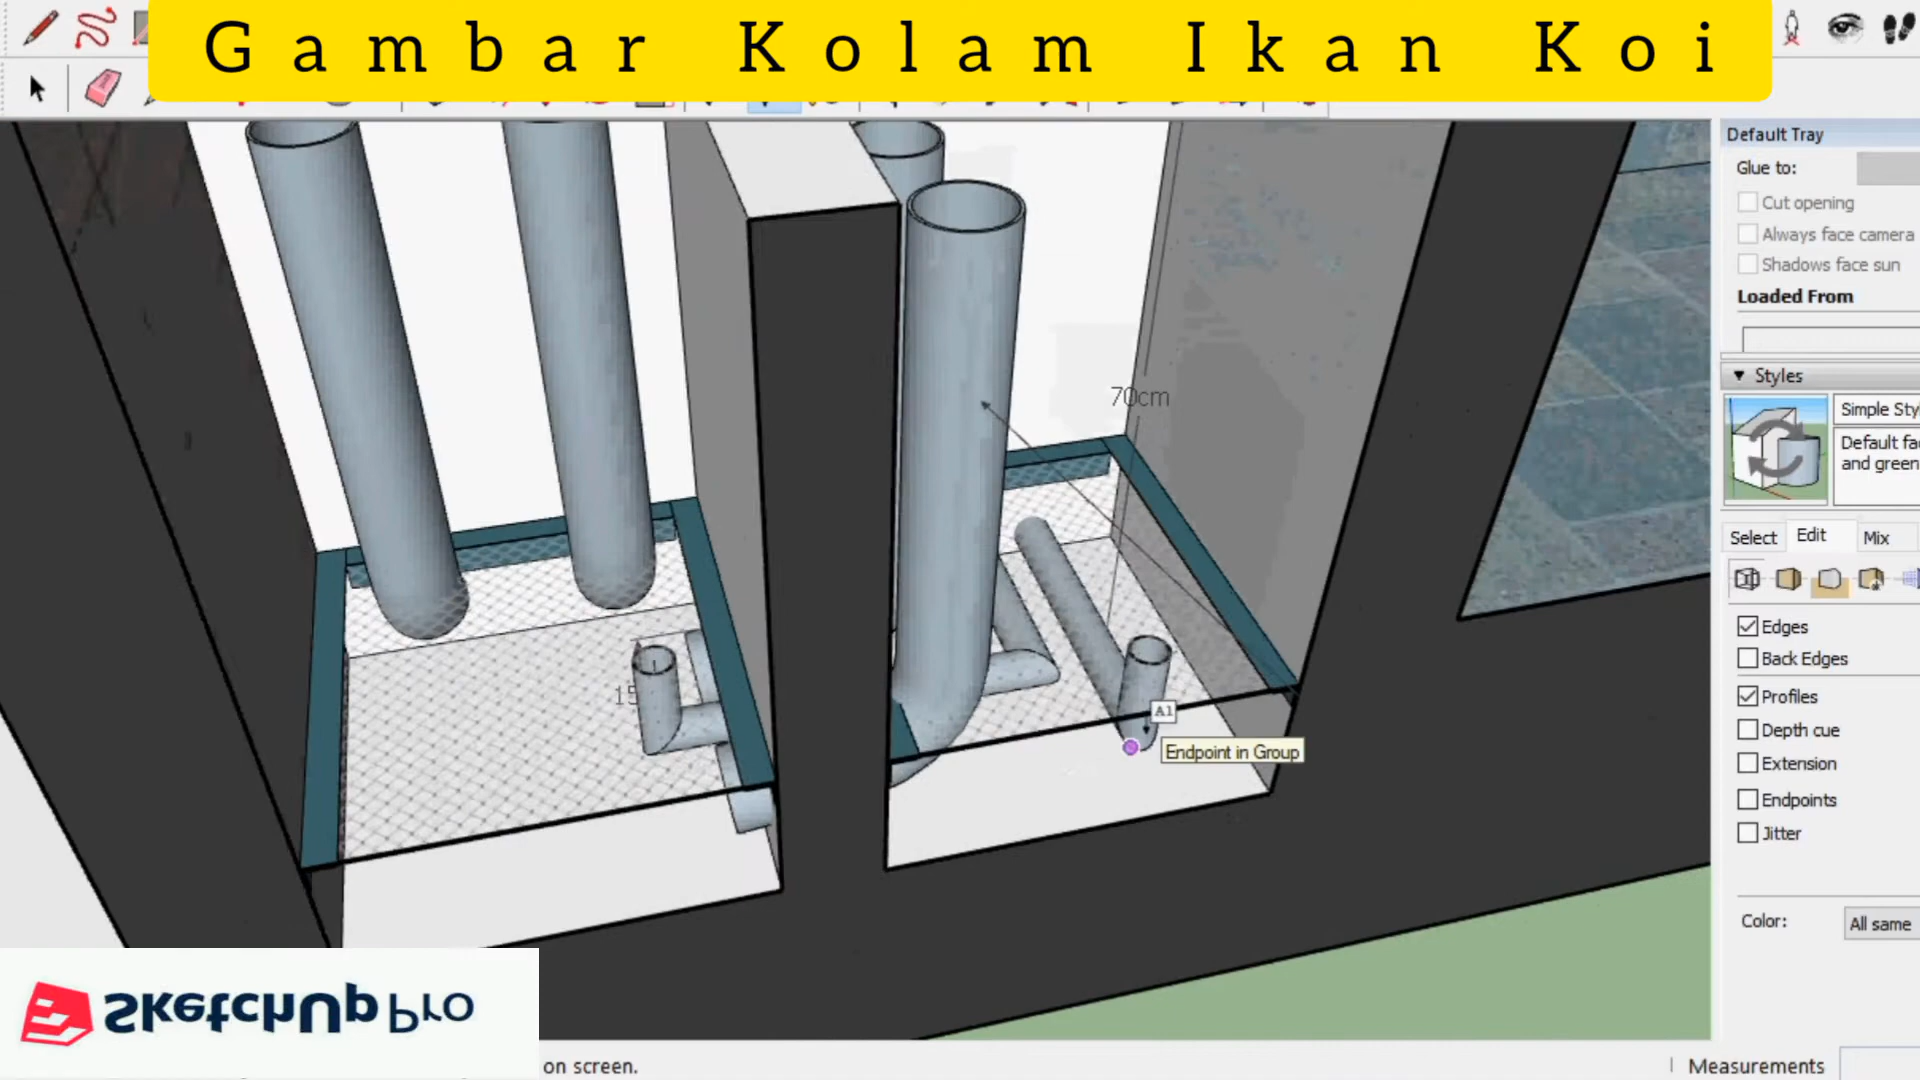 Gambar Kolam Ikan Koi
Default Tray
Glue to:
Cut opening
Always face camera
Shadows face sun
Loaded From
70cm
Styles
Simple Sty
Default fa
and green
Select Edit Mix
Edges
Back Edges
15
A1
Profiles
Endpoint in Group
Depth cue
Extension
Endpoints
Jitter
Color: All same
SketchUp Pro
on screen.
Measurements